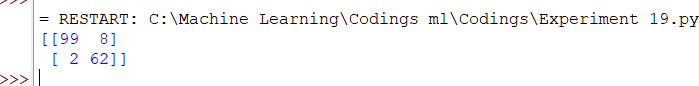 >>>
= RESTART: C:\Machine Learning\Codings ml\Codings\Experiment 19.py
[[99  8]
 [ 2 62]]
>>>